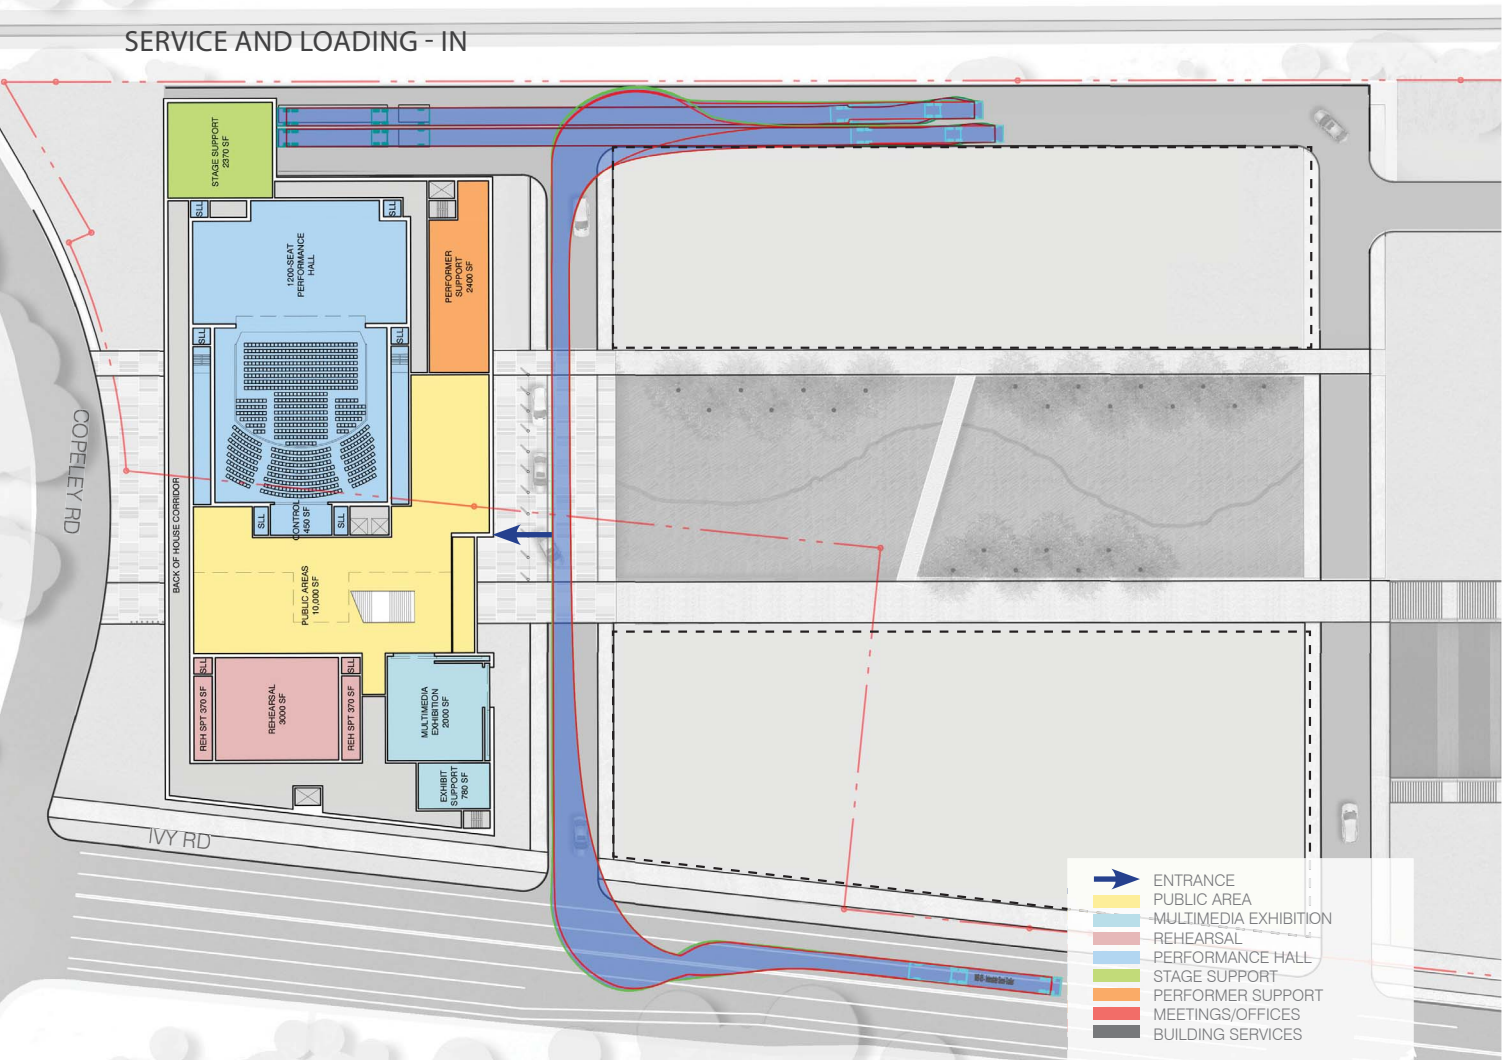 SERVICE AND LOADING - IN
STAGE SUPPORT
2370 SF
SLL
SLL
1200-SEAT
PERFORMANCE
HALL
PERFORMER
SUPPORT
2400 SF
SLL
SLL
COPELEY RD
BACK OF HOUSE CORRIDOR
SLL
CONTROL
450 SF
SLL
PUBLIC AREAS
10,000 SF
SLL
SLL
REH SPT 370 SF
REHEARSAL
3000 SF
REH SPT 370 SF
MULTIMEDIA
EXHIBITION
2000 SF
EXHIBIT
SUPPORT
780 SF
IVY RD
ENTRANCE
PUBLIC AREA
MULTIMEDIA EXHIBITION
REHEARSAL
PERFORMANCE HALL
STAGE SUPPORT
PERFORMER SUPPORT
MEETINGS/OFFICES
BUILDING SERVICES